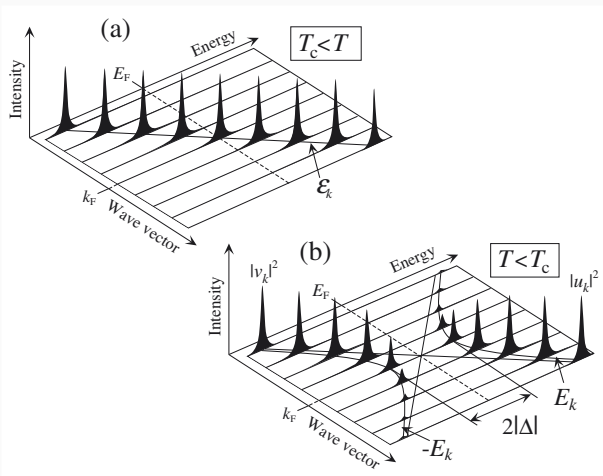 (a)
T_c<T
Energy
Intensity
E_F
ε_k
k_F
Wave vector
(b)
T<T_c
Energy
|v_k|²
|u_k|²
Intensity
E_F
E_k
k_F
2|Δ|
-E_k
Wave vector